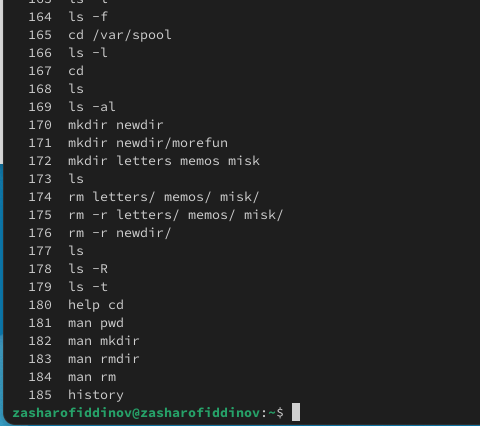 164 ls -f
165 cd /var/spool
166 ls -l
167 cd
168 ls
169 ls -al
170 mkdir newdir
171 mkdir newdir/morefun
172 mkdir letters memos misk
173 ls
174 rm letters/ memos/ misk/
175 rm -r letters/ memos/ misk/
176 rm -r newdir/
177 ls
178 ls -R
179 ls -t
180 help cd
181 man pwd
182 man mkdir
183 man rmdir
184 man rm
185 history
zasharofiddinov@zasharofiddinov:~$